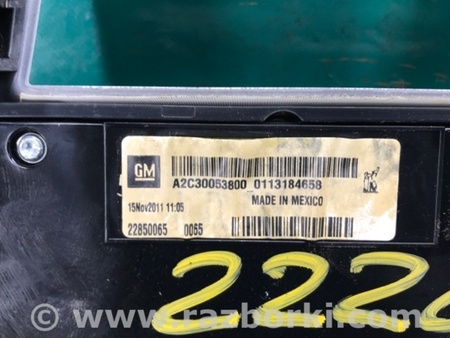 GM
A2C30053800 0113184658
15Nov2011 11:05 MADE IN MEXICO
22850065 0065
222
www.razborki.com